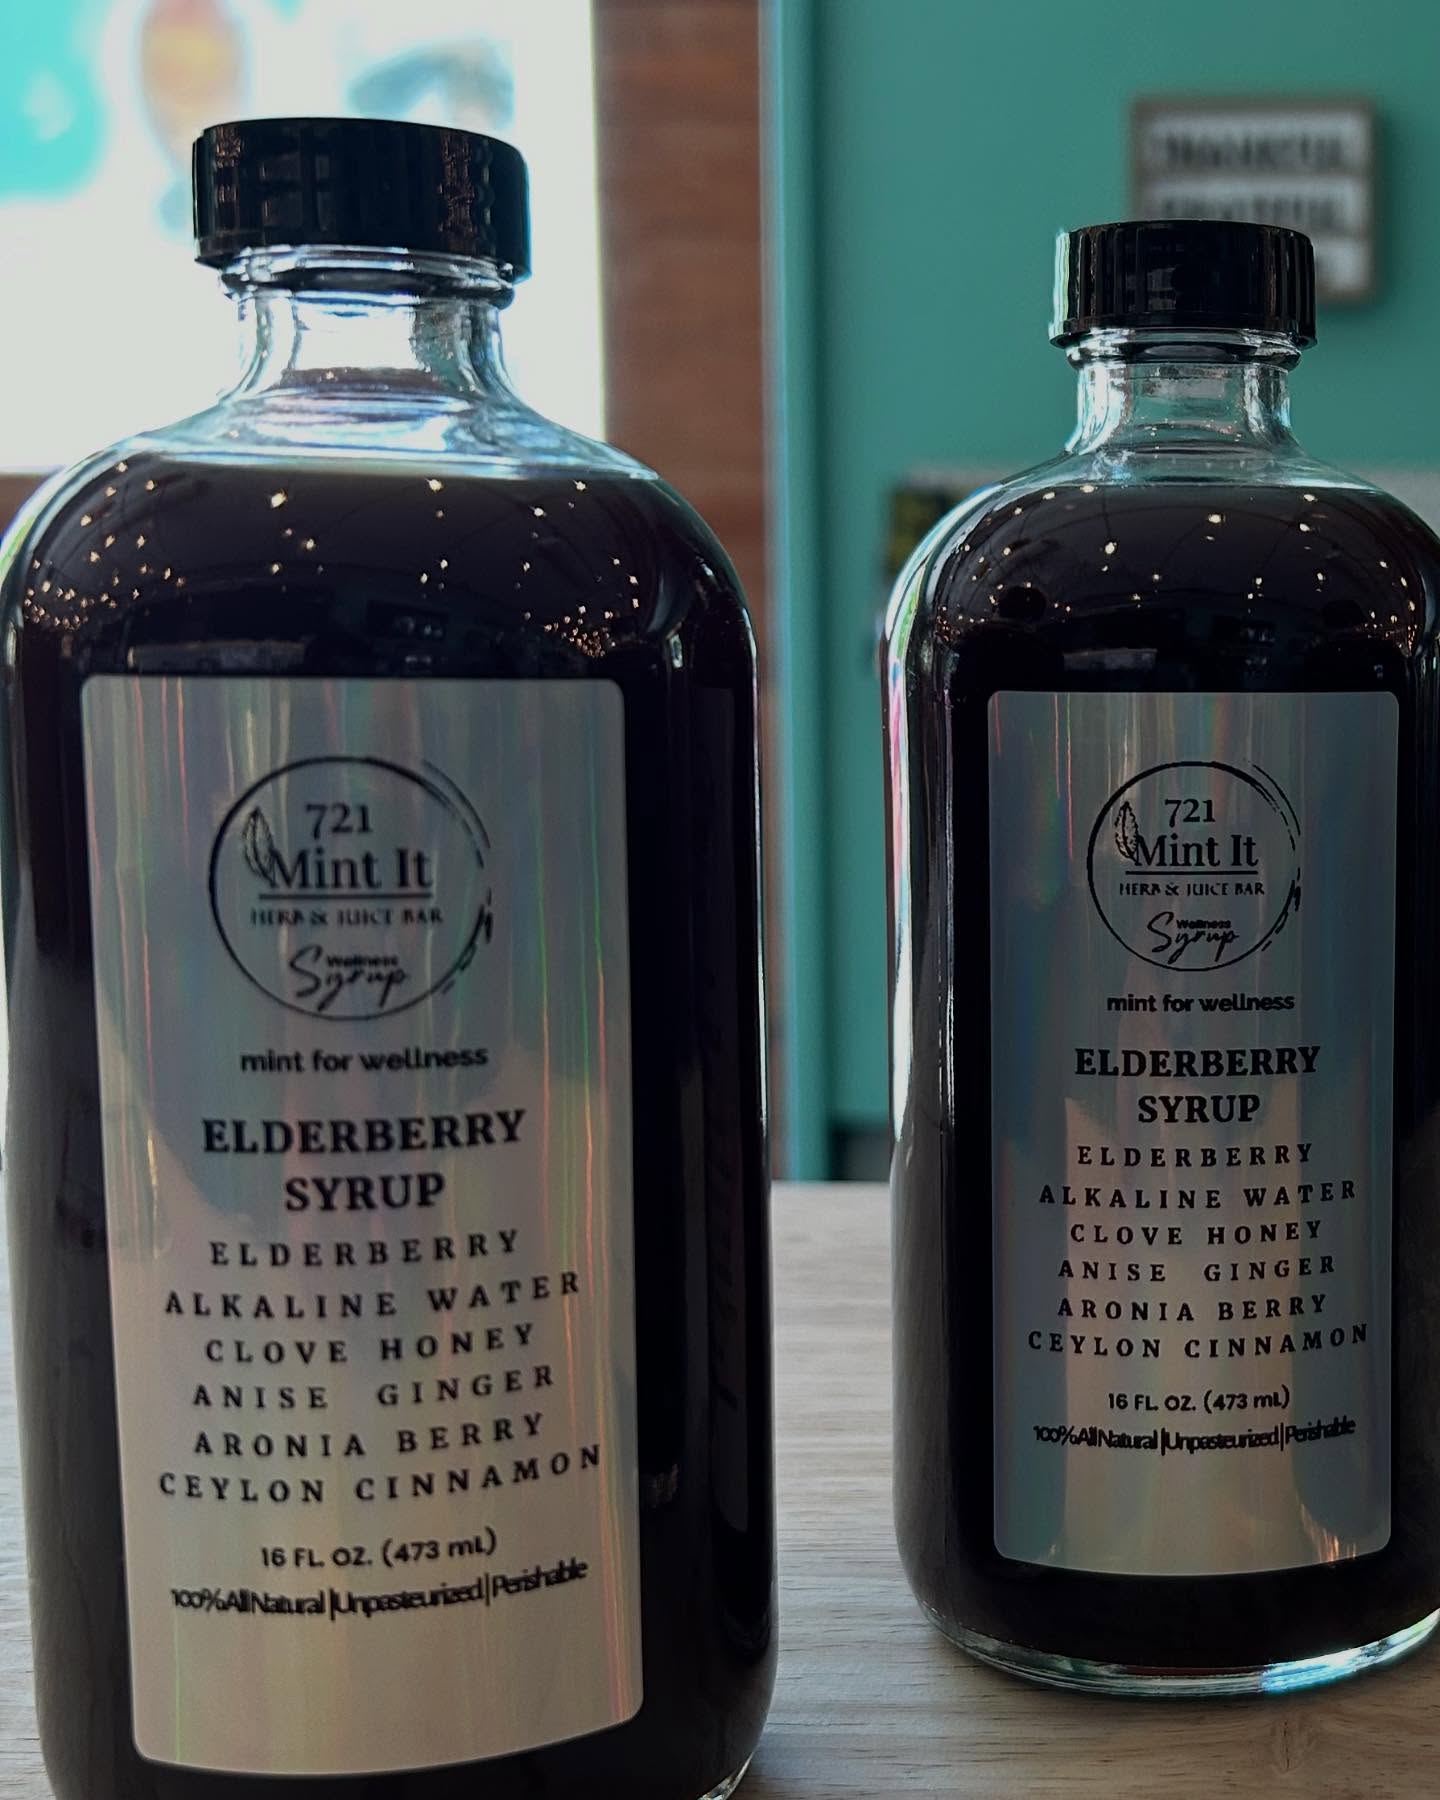 721
Mint It
HERB & JUICE BAR
Wellness
Syrup
mint for wellness
ELDERBERRY
SYRUP
ELDERBERRY
ALKALINE WATER
CLOVE HONEY
ANISE GINGER
ARONIA BERRY
CEYLON CINNAMON
16 FL. OZ. (473 mL)
100% All Natural | Unpasteurized | Perishable
721
Mint It
HERB & JUICE BAR
Wellness
Syrup
mint for wellness
ELDERBERRY
SYRUP
ELDERBERRY
ALKALINE WATER
CLOVE HONEY
ANISE GINGER
ARONIA BERRY
CEYLON CINNAMON
16 FL. OZ. (473 mL)
100% All Natural | Unpasteurized | Perishable